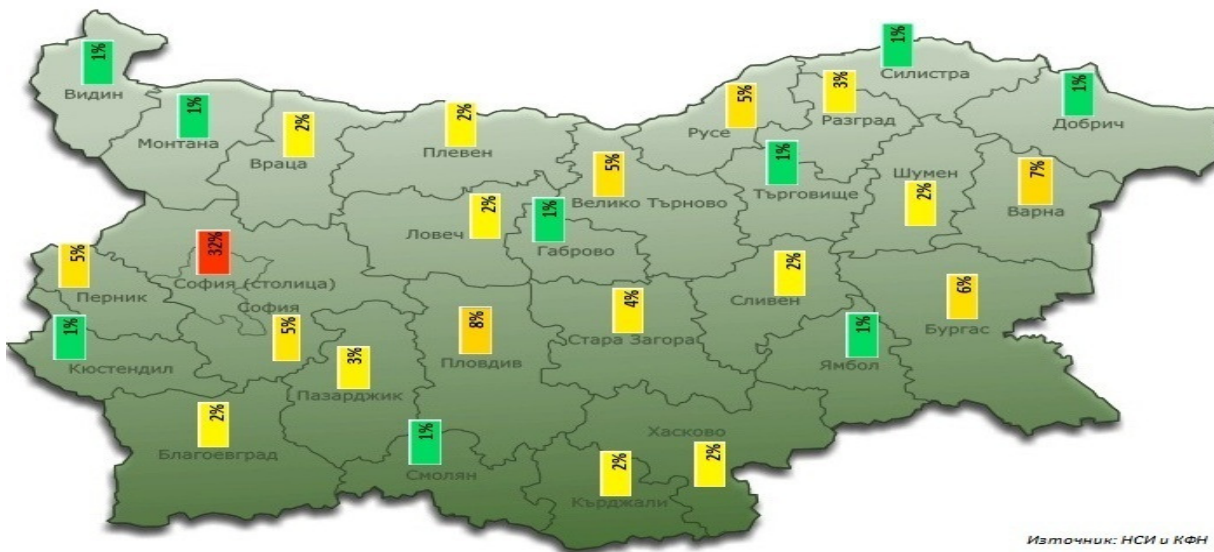 1%
Видин
1%
Монтана
2%
Враца
2%
Плевен
5%
Русе
3%
Разград
1%
Силистра
1%
Добрич
5%
Велико Търново
1%
Търговище
Шумен
2%
7%
Варна
2%
Ловеч
1%
Габрово
32%
София (столица)
5%
Перник
София
5%
1%
Кюстендил
3%
Пазарджик
8%
Пловдив
4%
Стара Загора
2%
Сливен
6%
Бургас
1%
Ямбол
2%
Благоевград
1%
Смолян
Хасково
2%
2%
Кърджали
Източник: НСИ и КФН